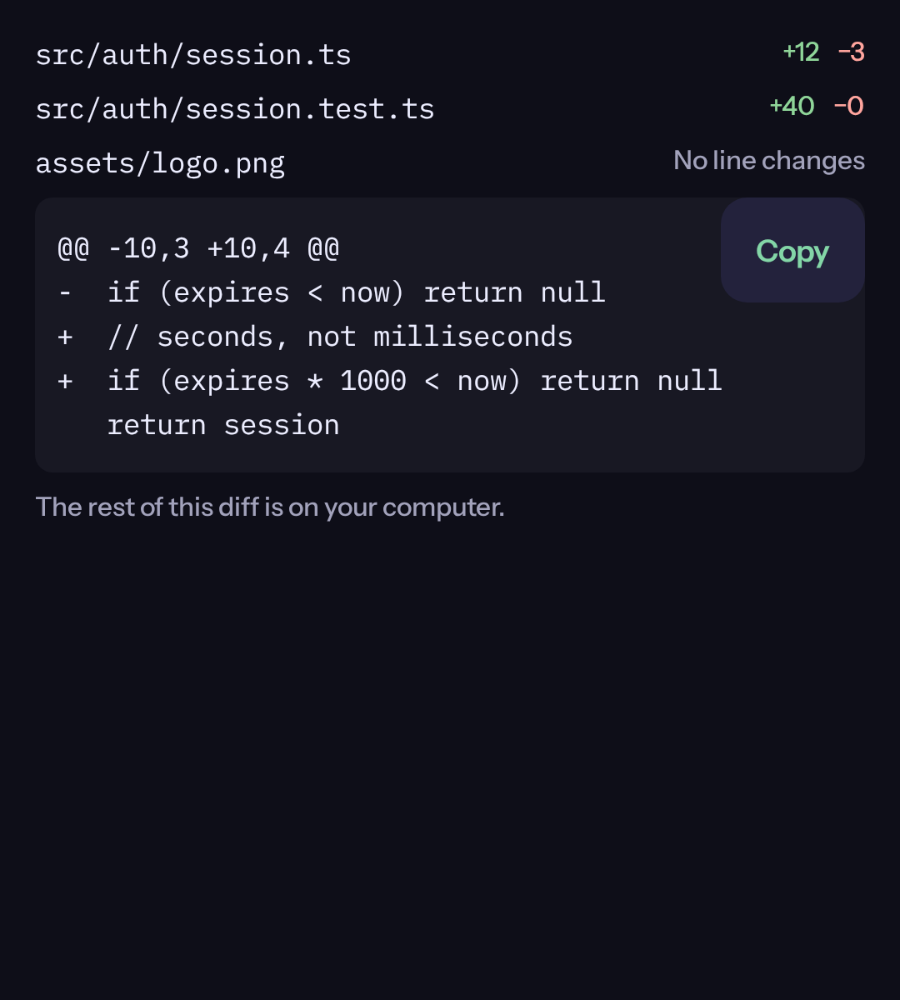 src/auth/session.ts +12 −3
src/auth/session.test.ts +40 −0
assets/logo.png No line changes
@@ -10,3 +10,4 @@
Copy
-  if (expires < now) return null
+  // seconds, not milliseconds
+  if (expires * 1000 < now) return null
   return session
The rest of this diff is on your computer.